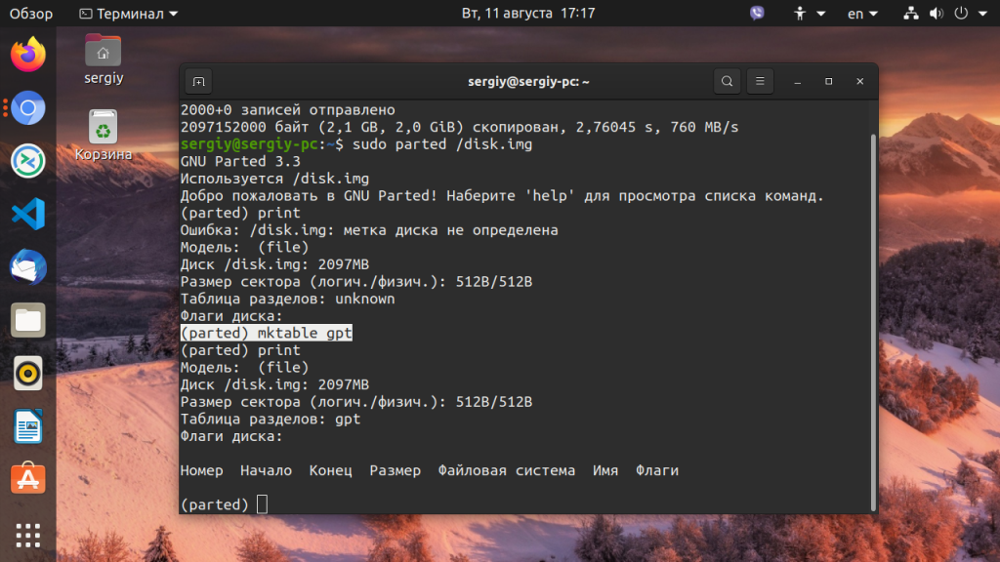 Обзор
Терминал
Вт, 11 августа 17:17
en
sergiy
Корзина
sergiy@sergiy-pc: ~
2000+0 записей отправлено
2097152000 байт (2,1 GB, 2,0 GiB) скопирован, 2,76045 s, 760 MB/s
sergiy@sergiy-pc:~$ sudo parted /disk.img
GNU Parted 3.3
Используется /disk.img
Добро пожаловать в GNU Parted! Наберите 'help' для просмотра списка команд.
(parted) print
Ошибка: /disk.img: метка диска не определена
Модель:  (file)
Диск /disk.img: 2097MB
Размер сектора (логич./физич.): 512B/512B
Таблица разделов: unknown
Флаги диска:
(parted) mktable gpt
(parted) print
Модель:  (file)
Диск /disk.img: 2097MB
Размер сектора (логич./физич.): 512B/512B
Таблица разделов: gpt
Флаги диска:
Номер  Начало  Конец  Размер  Файловая система  Имя  Флаги
(parted)